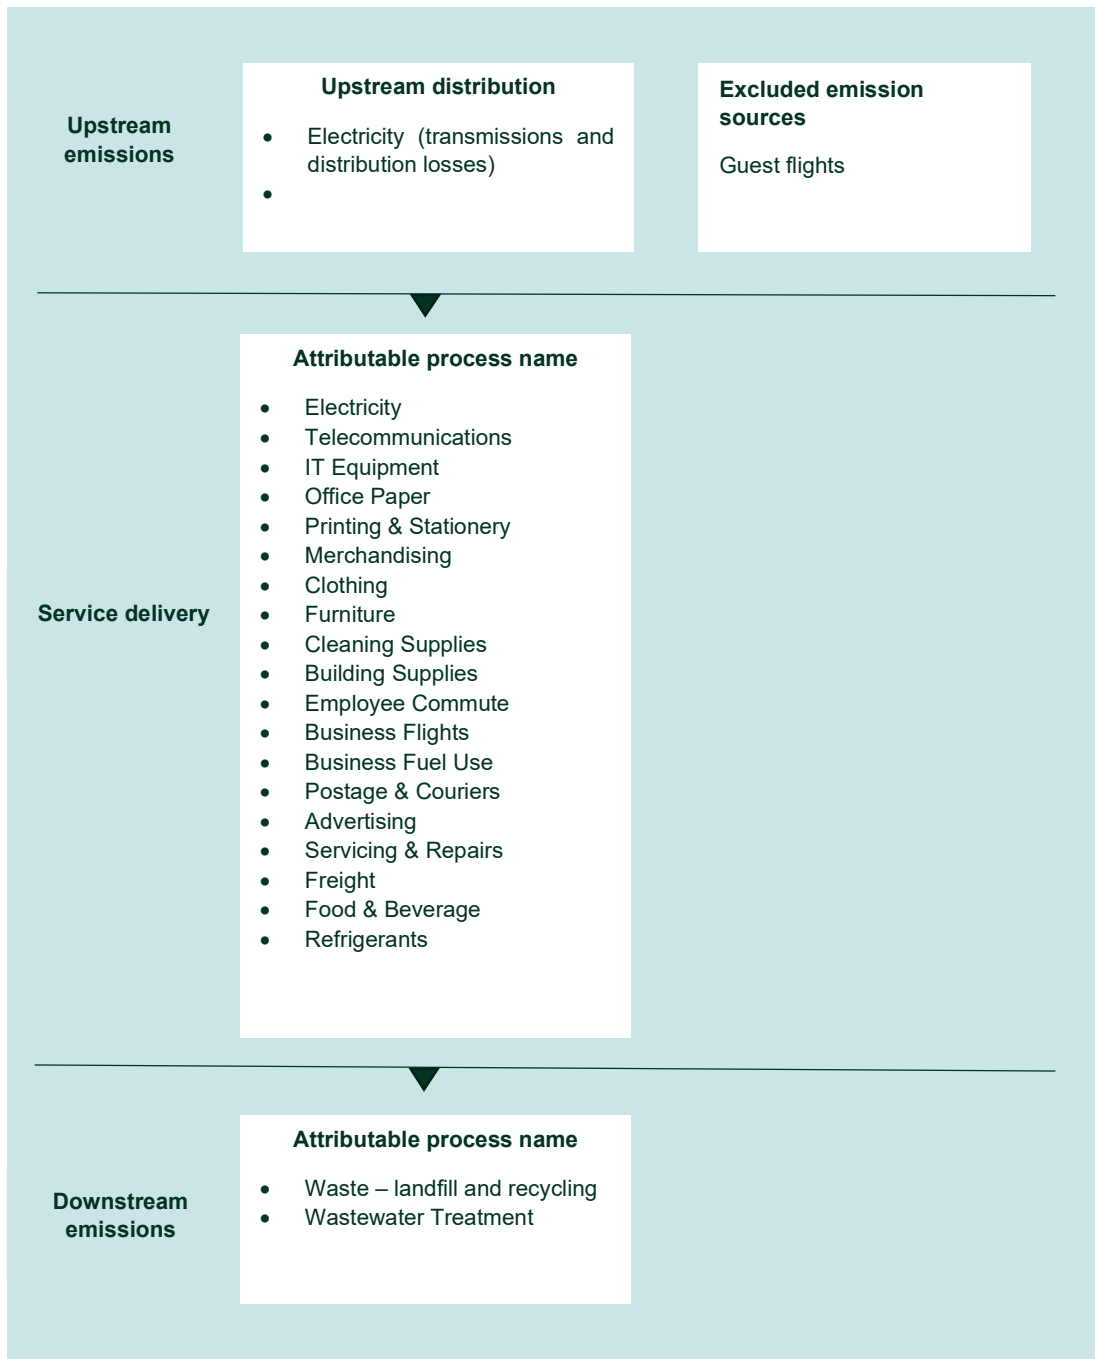 Upstream
emissions
Upstream distribution
• Electricity (transmissions and
distribution losses)
•
Excluded emission
sources
Guest flights
Service delivery
Attributable process name
• Electricity
• Telecommunications
• IT Equipment
• Office Paper
• Printing & Stationery
• Merchandising
• Clothing
• Furniture
• Cleaning Supplies
• Building Supplies
• Employee Commute
• Business Flights
• Business Fuel Use
• Postage & Couriers
• Advertising
• Servicing & Repairs
• Freight
• Food & Beverage
• Refrigerants
Downstream
emissions
Attributable process name
• Waste – landfill and recycling
• Wastewater Treatment